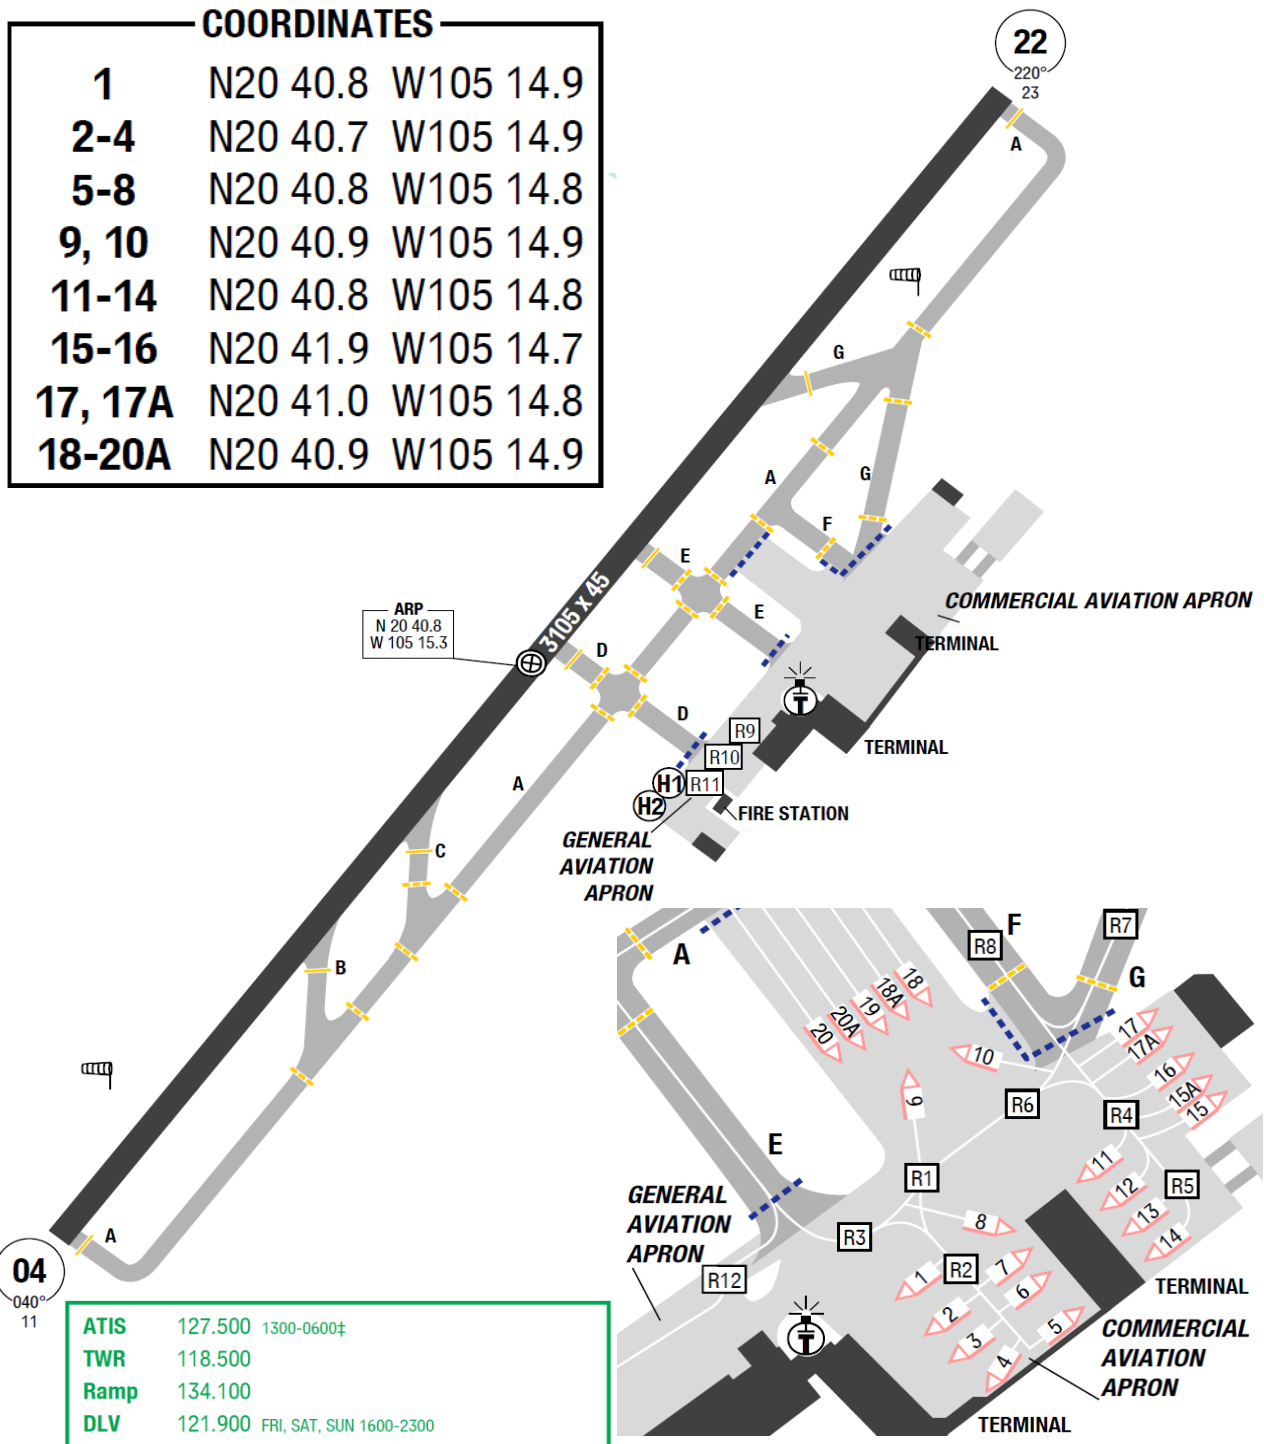 COORDINATES
1 N20 40.8 W105 14.9
2-4 N20 40.7 W105 14.9
5-8 N20 40.8 W105 14.8
9, 10 N20 40.9 W105 14.9
11-14 N20 40.8 W105 14.8
15-16 N20 41.9 W105 14.7
17, 17A N20 41.0 W105 14.8
18-20A N20 40.9 W105 14.9
22
220°
23
A
G
A
G
F
E
E
3105 x 45
ARP
N 20 40.8
W 105 15.3
D
D
COMMERCIAL AVIATION APRON
TERMINAL
TERMINAL
R9
R10
R11
H1
H2
FIRE STATION
GENERAL
AVIATION
APRON
A
C
B
A
04
040°
11
ATIS 127.500 1300-0600‡
TWR 118.500
Ramp 134.100
DLV 121.900 FRI, SAT, SUN 1600-2300
A
F
R8
R7
G
18
18A
19
20A
20
17
17A
16
15A
15
10
9
R6
R4
E
R1
11
12
13
14
R5
GENERAL
AVIATION
APRON
R3
8
R12
R2
1
7
2
6
3
5
4
TERMINAL
COMMERCIAL
AVIATION
APRON
TERMINAL